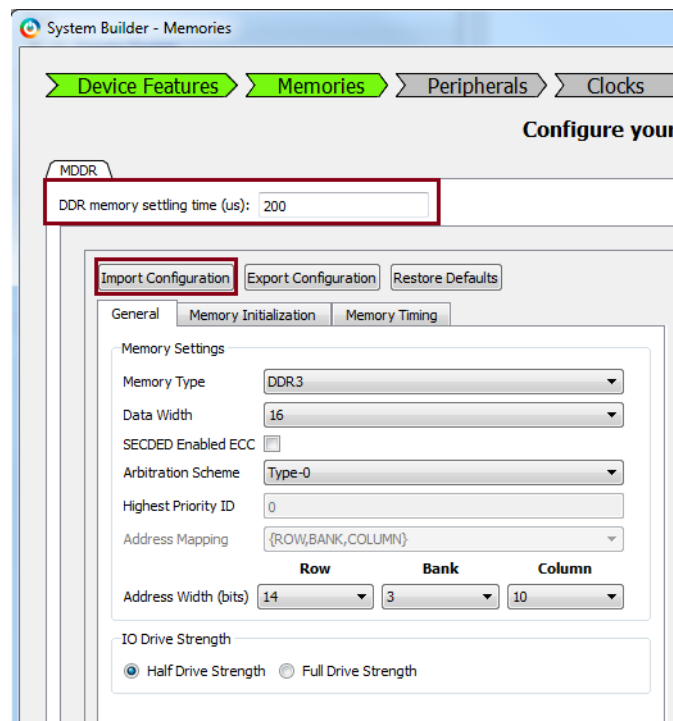 System Builder - Memories
Device Features Memories Peripherals Clocks
Configure your
MDDR
DDR memory settling time (us): 200
Import Configuration Export Configuration Restore Defaults
General Memory Initialization Memory Timing
Memory Settings
Memory Type DDR3
Data Width 16
SECDED Enabled ECC
Arbitration Scheme Type-0
Highest Priority ID 0
Address Mapping {ROW,BANK,COLUMN}
Row Bank Column
Address Width (bits) 14 3 10
IO Drive Strength
Half Drive Strength Full Drive Strength